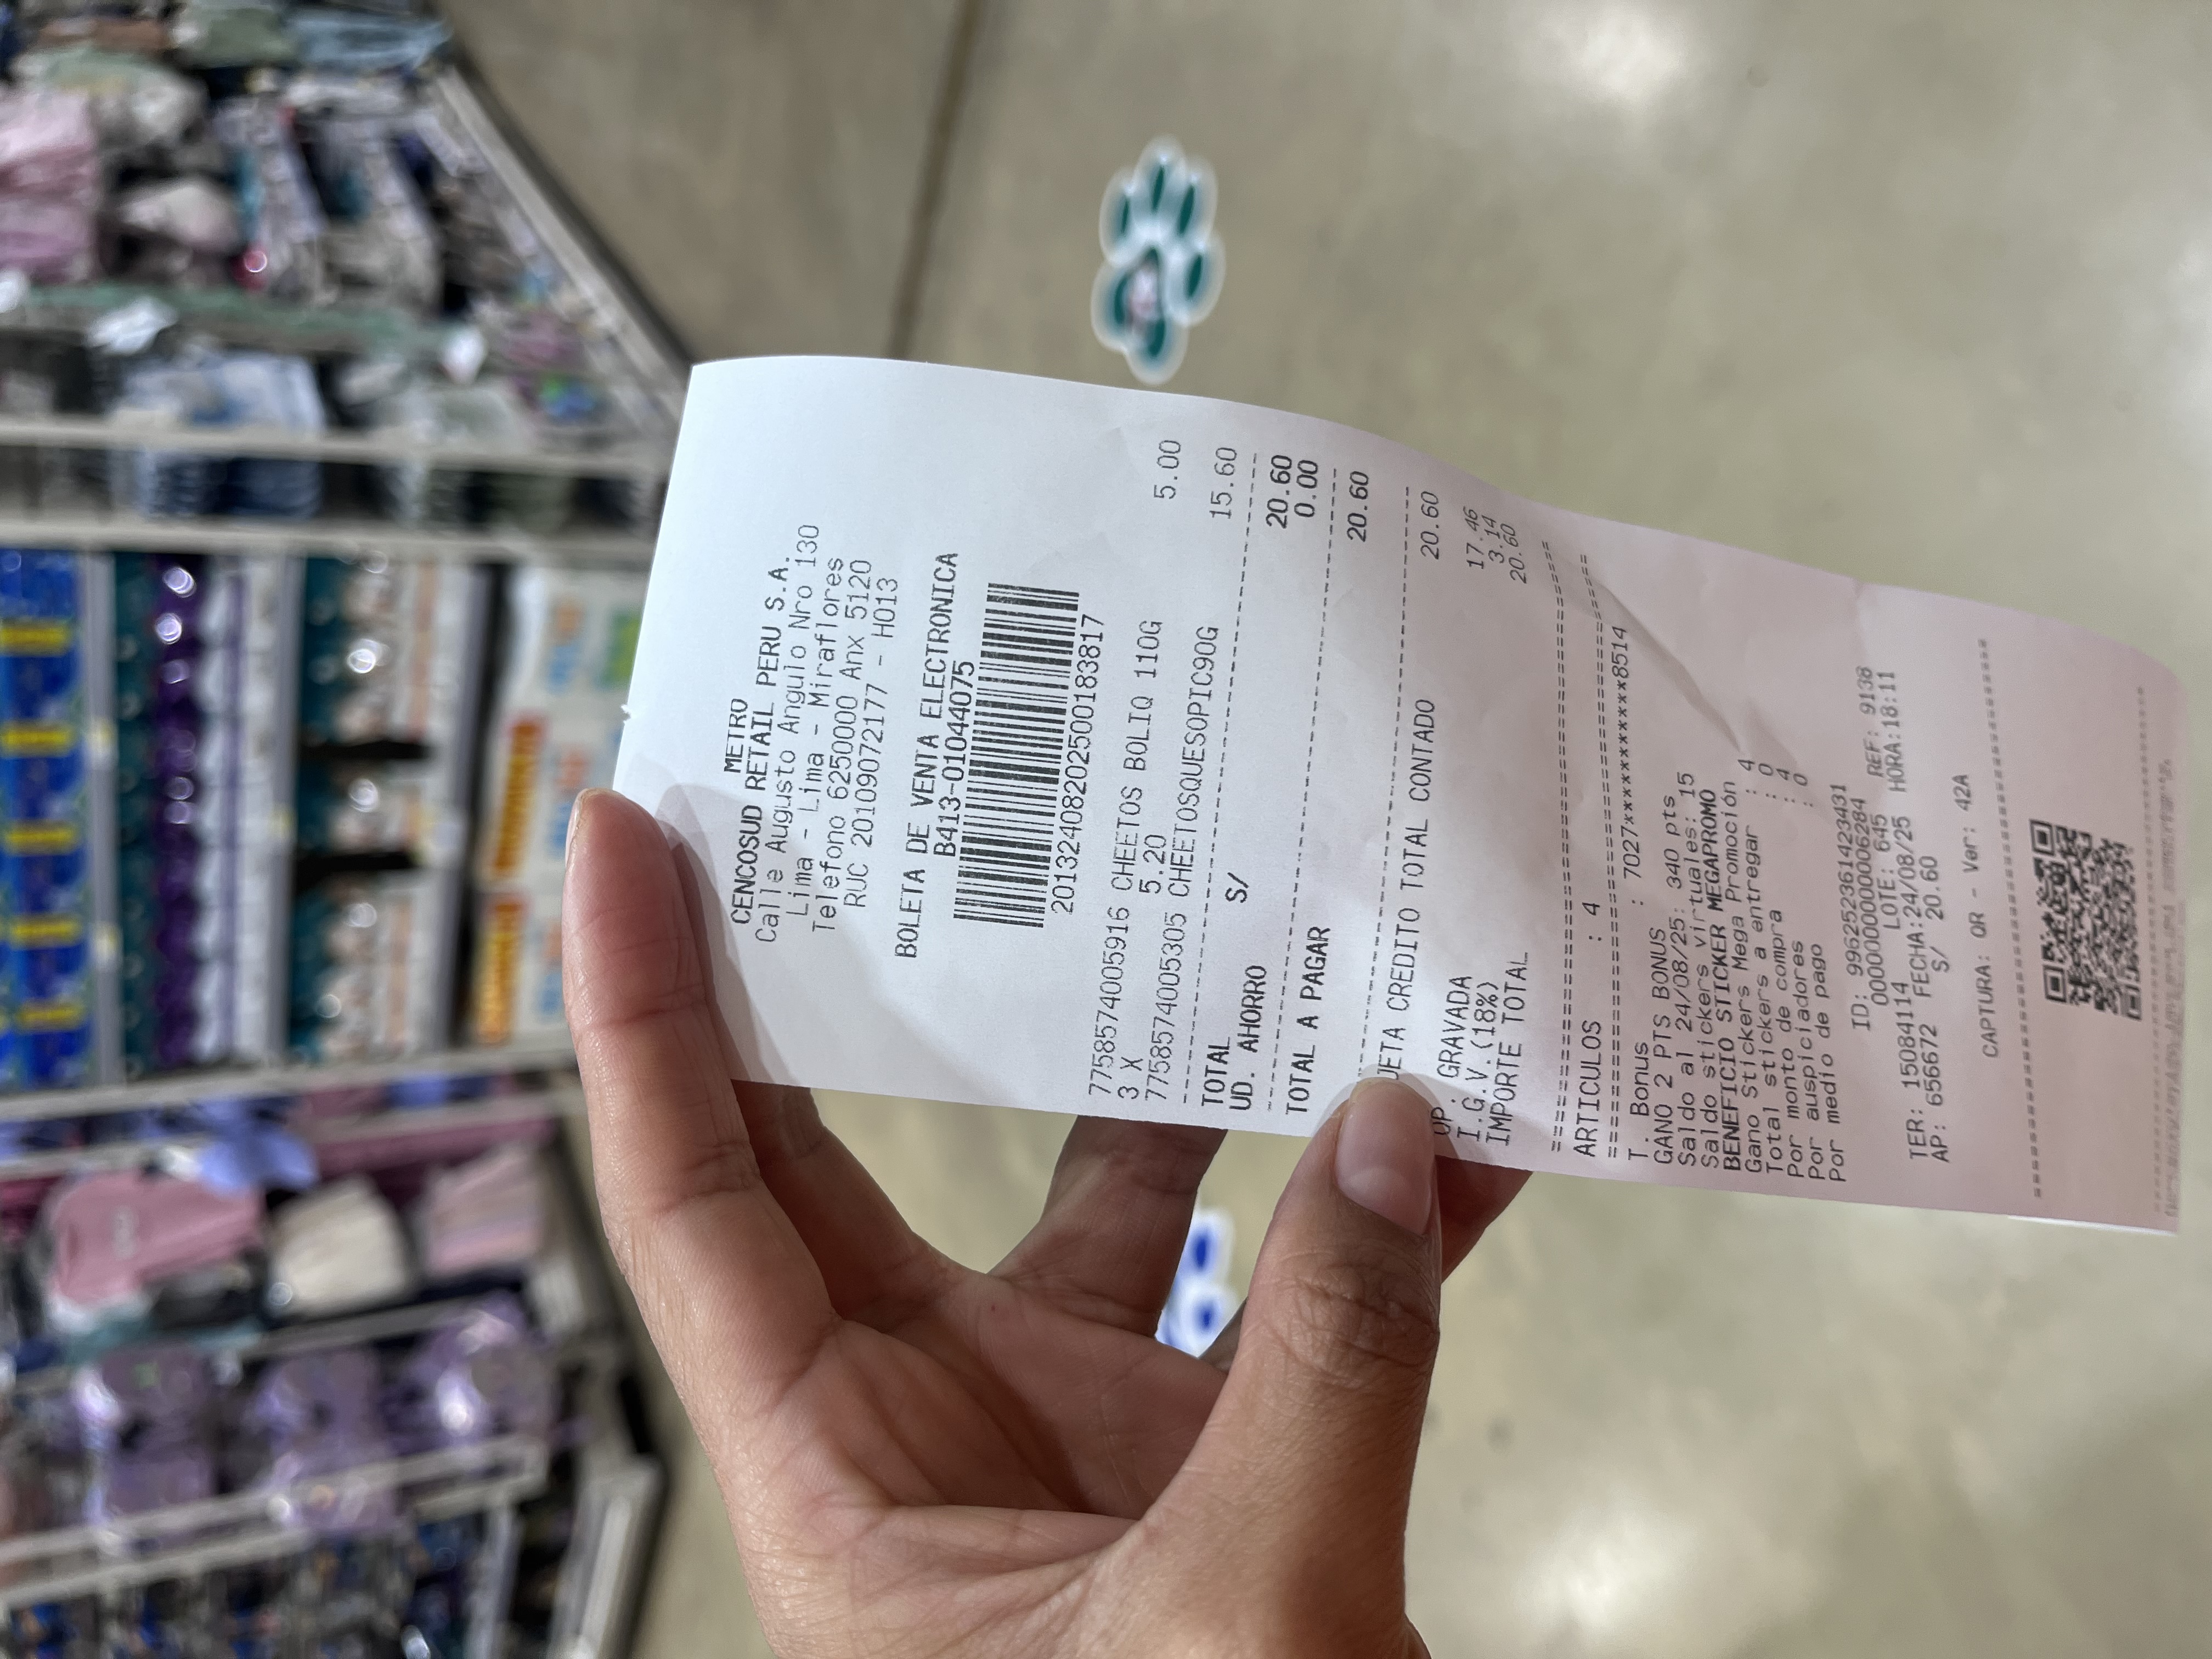 METRO
CENCOSUD RETAIL PERU S.A.
Calle Augusto Angulo Nro 130
Lima - Lima - Miraflores
Telefono 6250000 Anx 5120
RUC 20109072177 - H013
BOLETA DE VENTA ELECTRONICA
B413-01044075
20132408202500183817
7758574005916 CHEETOS BOLIQ 110G 5.00
3 X 5.20
7758574005305 CHEETOSQUESOPIC90G 15.60
TOTAL S/ 20.60
UD. AHORRO 0.00
TOTAL A PAGAR 20.60
JETA CREDITO TOTAL CONTADO 20.60
OP. GRAVADA 17.46
I.G.V.(18%) 3.14
IMPORTE TOTAL 20.60
ARTICULOS : 4
T. Bonus : 7027***********8514
GANO 2 PTS BONUS
Saldo al 24/08/25: 340 pts
Saldo stickers virtuales: 15
BENEFICIO STICKER MEGAPROMO
Gano Stickers Mega Promoción
Total stickers a entregar : 4
Por monto de compra : 0
Por auspiciadores : 4
Por medio de pago : 0
ID: 996252361423431
0000000000006284
TER: 15084114 LOTE: 645 REF: 9138
AP: 656672 FECHA:24/08/25 HORA:18:11
S/ 20.60
CAPTURA: QR - Ver: 42A